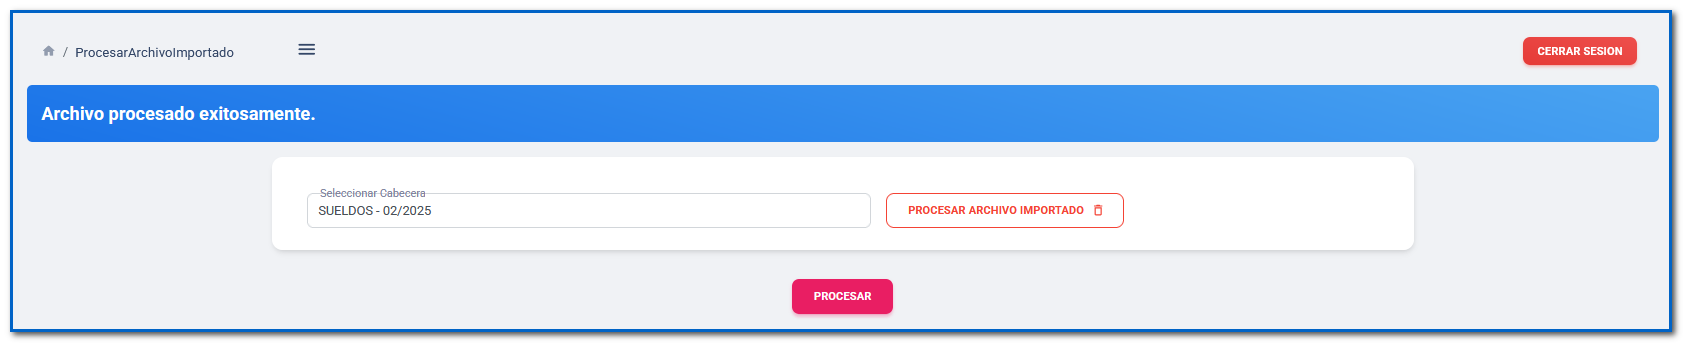 / ProcesarArchivoImportado
CERRAR SESION
Archivo procesado exitosamente.
Seleccionar Cabecera
SUELDOS - 02/2025
PROCESAR ARCHIVO IMPORTADO
PROCESAR